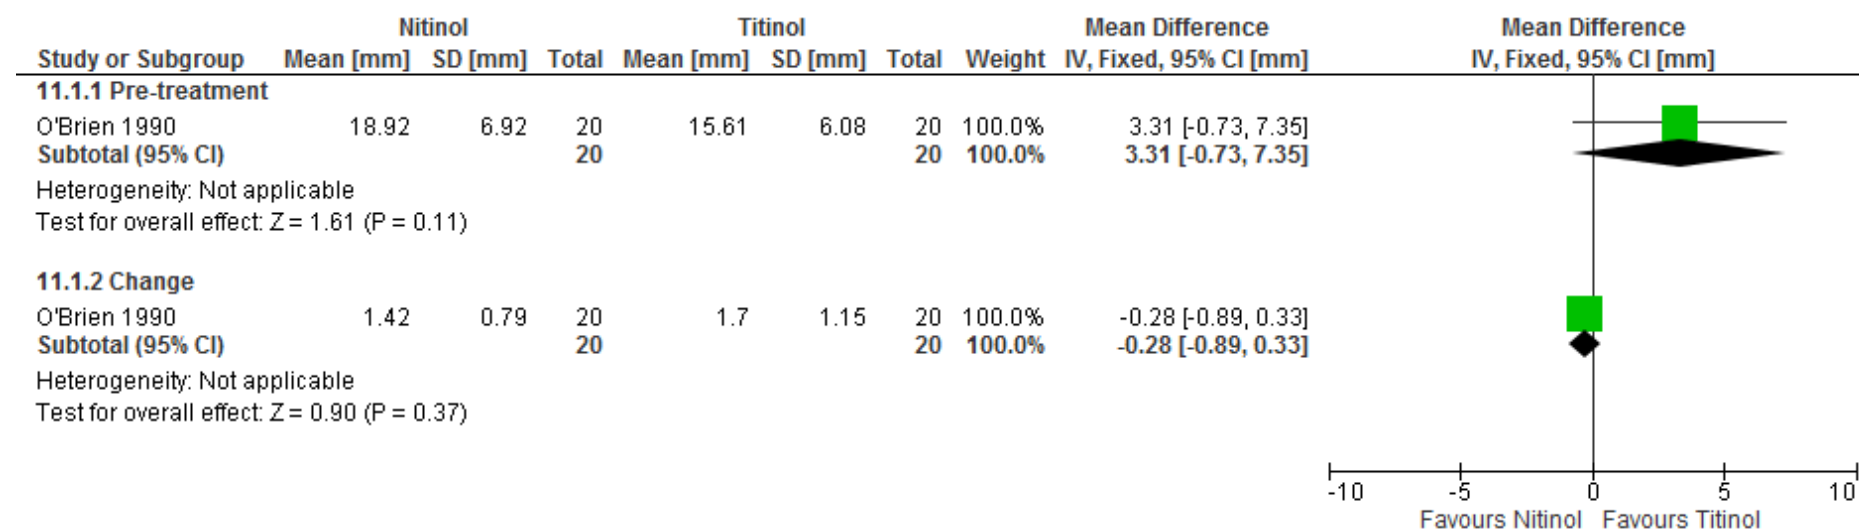 Nitinol Titinol Mean Difference Mean Difference
Study or Subgroup Mean [mm] SD [mm] Total Mean [mm] SD [mm] Total Weight IV, Fixed, 95% CI [mm] IV, Fixed, 95% CI [mm]
11.1.1 Pre-treatment
O'Brien 1990 18.92 6.92 20 15.61 6.08 20 100.0% 3.31 [-0.73, 7.35]
Subtotal (95% CI) 20 20 100.0% 3.31 [-0.73, 7.35]
Heterogeneity: Not applicable
Test for overall effect: Z = 1.61 (P = 0.11)
11.1.2 Change
O'Brien 1990 1.42 0.79 20 1.7 1.15 20 100.0% -0.28 [-0.89, 0.33]
Subtotal (95% CI) 20 20 100.0% -0.28 [-0.89, 0.33]
Heterogeneity: Not applicable
Test for overall effect: Z = 0.90 (P = 0.37)
-10 -5 0 5 10
Favours Nitinol Favours Titinol